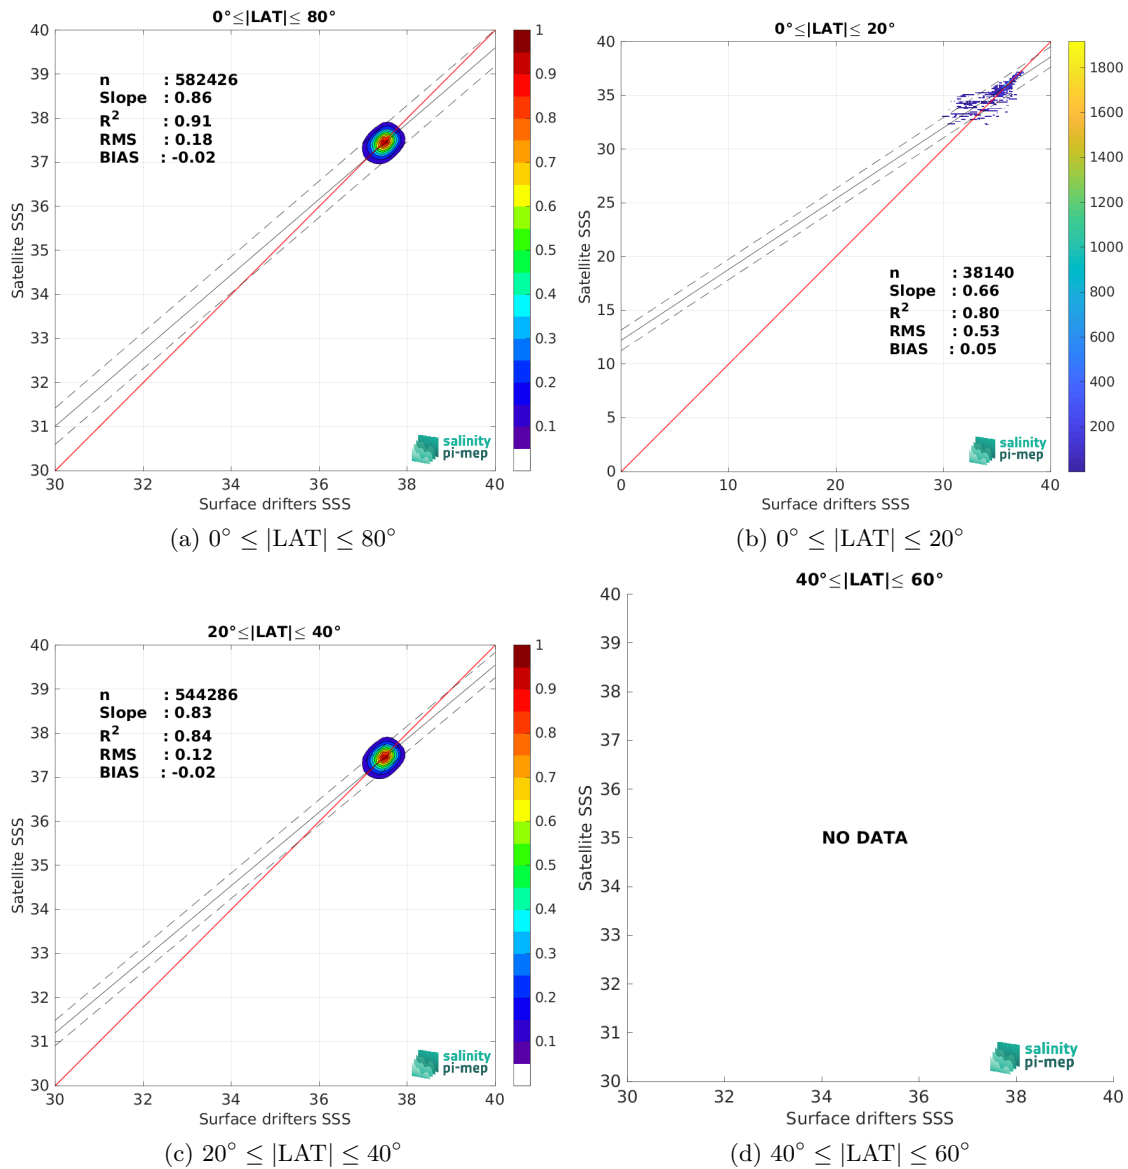 0°≤|LAT|≤ 80°
40
39
38
37
36
35
34
33
32
31
30
Satellite SSS
n : 582426
Slope : 0.86
R2 : 0.91
RMS : 0.18
BIAS : -0.02
salinity
pi-mep
30 32 34 36 38 40
Surface drifters SSS
1
0.9
0.8
0.7
0.6
0.5
0.4
0.3
0.2
0.1
(a) 0° ≤ |LAT| ≤ 80°
0°≤|LAT|≤ 20°
40
35
30
25
20
15
10
5
0
Satellite SSS
n : 38140
Slope : 0.66
R2 : 0.80
RMS : 0.53
BIAS : 0.05
salinity
pi-mep
0 10 20 30 40
Surface drifters SSS
1800
1600
1400
1200
1000
800
600
400
200
(b) 0° ≤ |LAT| ≤ 20°
20°≤|LAT|≤ 40°
40
39
38
37
36
35
34
33
32
31
30
Satellite SSS
n : 544286
Slope : 0.83
R2 : 0.84
RMS : 0.12
BIAS : -0.02
salinity
pi-mep
30 32 34 36 38 40
Surface drifters SSS
1
0.9
0.8
0.7
0.6
0.5
0.4
0.3
0.2
0.1
(c) 20° ≤ |LAT| ≤ 40°
40°≤|LAT|≤ 60°
40
39
38
37
36
35
34
33
32
31
30
Satellite SSS
NO DATA
salinity
pi-mep
30 32 34 36 38 40
Surface drifters SSS
(d) 40° ≤ |LAT| ≤ 60°